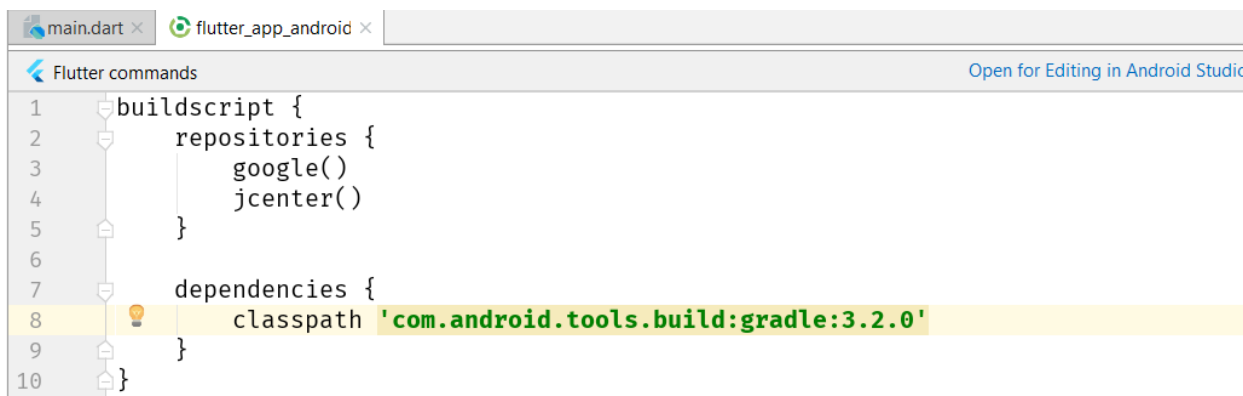 main.dart flutter_app_android
Flutter commands Open for Editing in Android Studio
1 buildscript {
2 repositories {
3 google()
4 jcenter()
5 }
6
7 dependencies {
8 classpath 'com.android.tools.build:gradle:3.2.0'
9 }
10 }